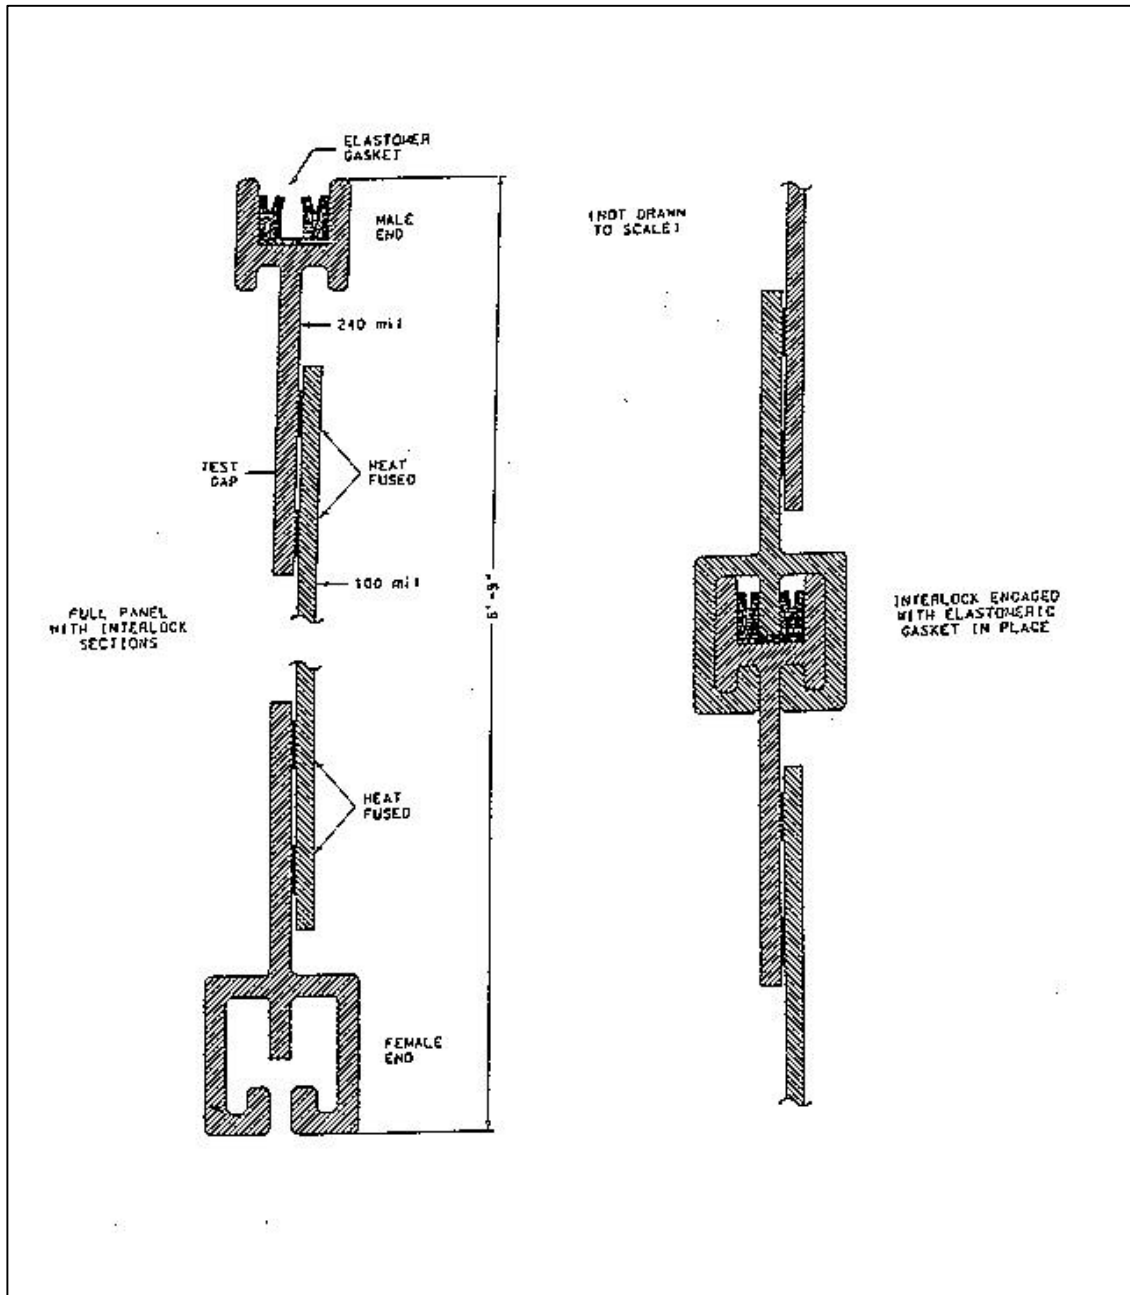 ELASTOMER
GASKET
MALE
END
(NOT DRAWN
TO SCALE)
240 mil
TEST
GAP
HEAT
FUSED
100 mil
FULL PANEL
WITH INTERLOCK
SECTIONS
INTERLOCK ENGAGED
WITH ELASTOMERIC
GASKET IN PLACE
HEAT
FUSED
FEMALE
END